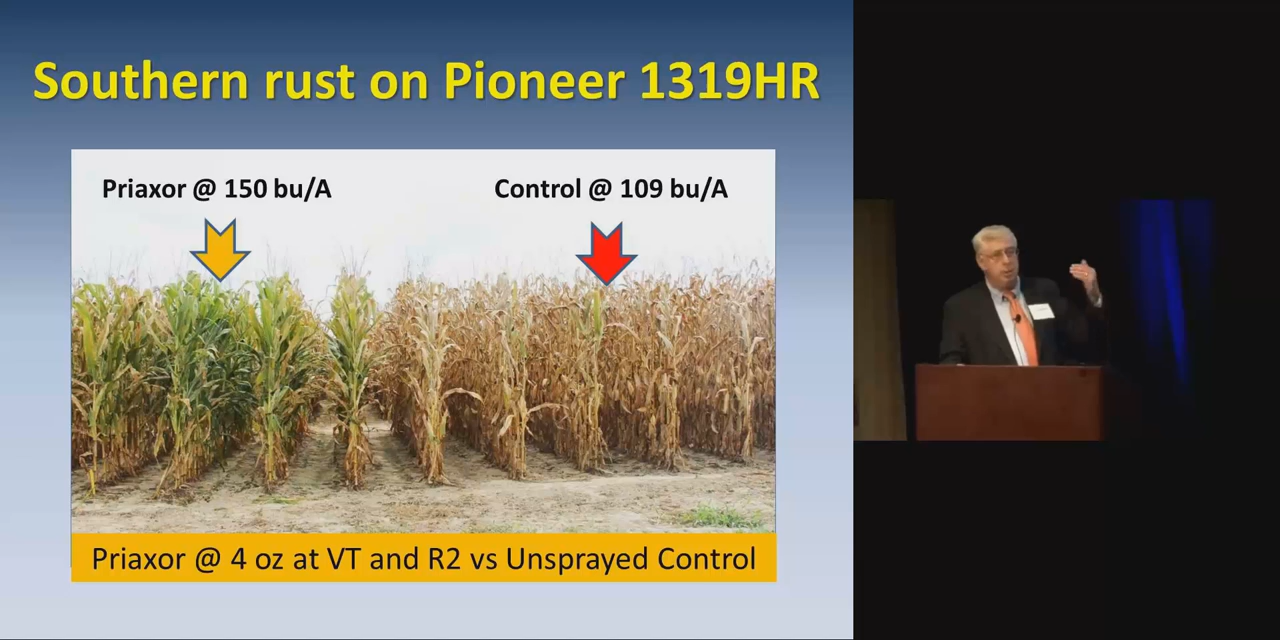 Southern rust on Pioneer 1319HR
Priaxor @ 150 bu/A
Control @ 109 bu/A
Priaxor @ 4 oz at VT and R2 vs Unsprayed Control